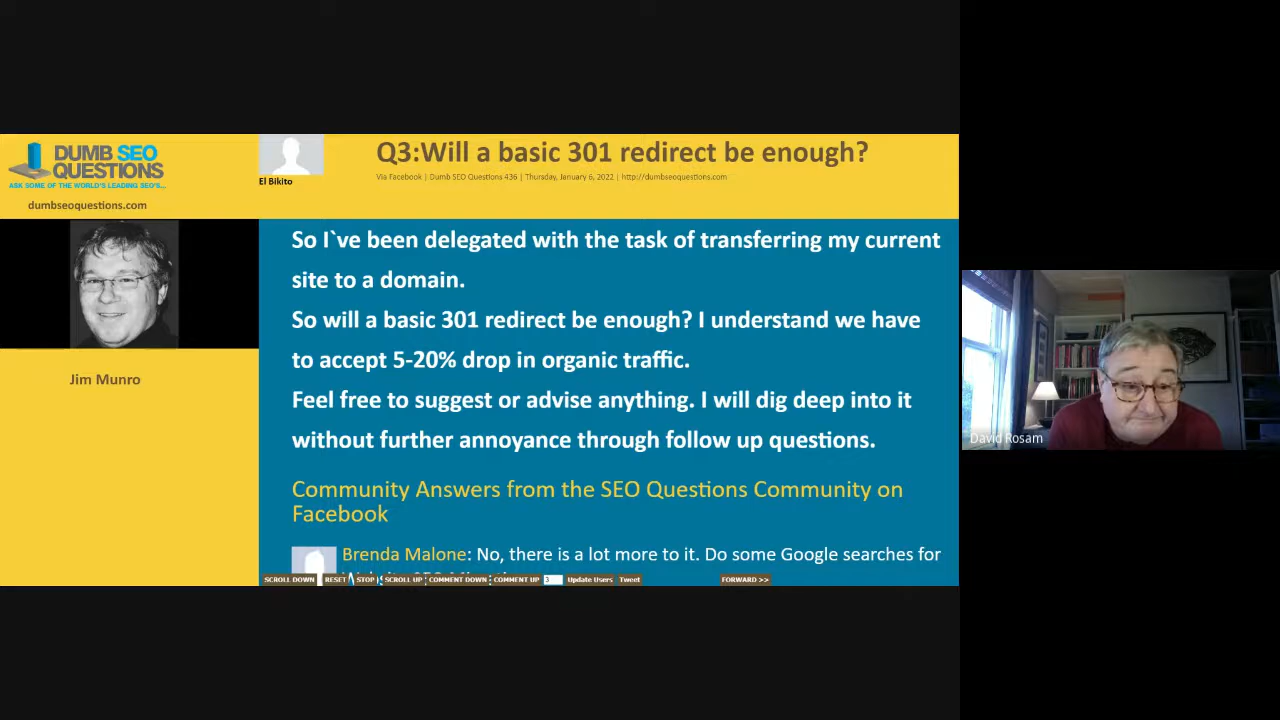 DUMB SEO
QUESTIONS
ASK SOME OF THE WORLD'S LEADING SEO'S...
dumbseoquestions.com
El Bikito
Q3:Will a basic 301 redirect be enough?
Via Facebook | Dumb SEO Questions 436 | Thursday, January 6, 2022 | http://dumbseoquestions.com
Jim Munro
So I`ve been delegated with the task of transferring my current
site to a domain.
So will a basic 301 redirect be enough? I understand we have
to accept 5-20% drop in organic traffic.
Feel free to suggest or advise anything. I will dig deep into it
without further annoyance through follow up questions.
Community Answers from the SEO Questions Community on
Facebook
Brenda Malone: No, there is a lot more to it. Do some Google searches for
SCROLL DOWN RESET STOP SCROLL UP COMMENT DOWN COMMENT UP 3 Update Users Tweet FORWARD >>
David Rosam